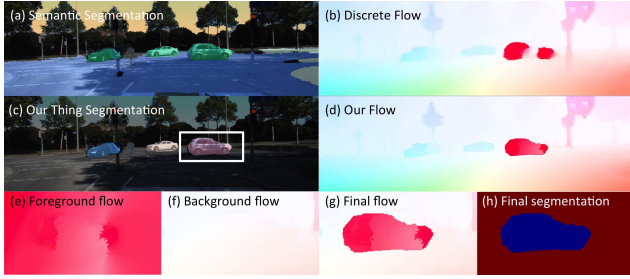 (a) Semantic Segmentation
(b) Discrete Flow
(c) Our Thing Segmentation
(d) Our Flow
(e) Foreground flow
(f) Background flow
(g) Final flow
(h) Final segmentation